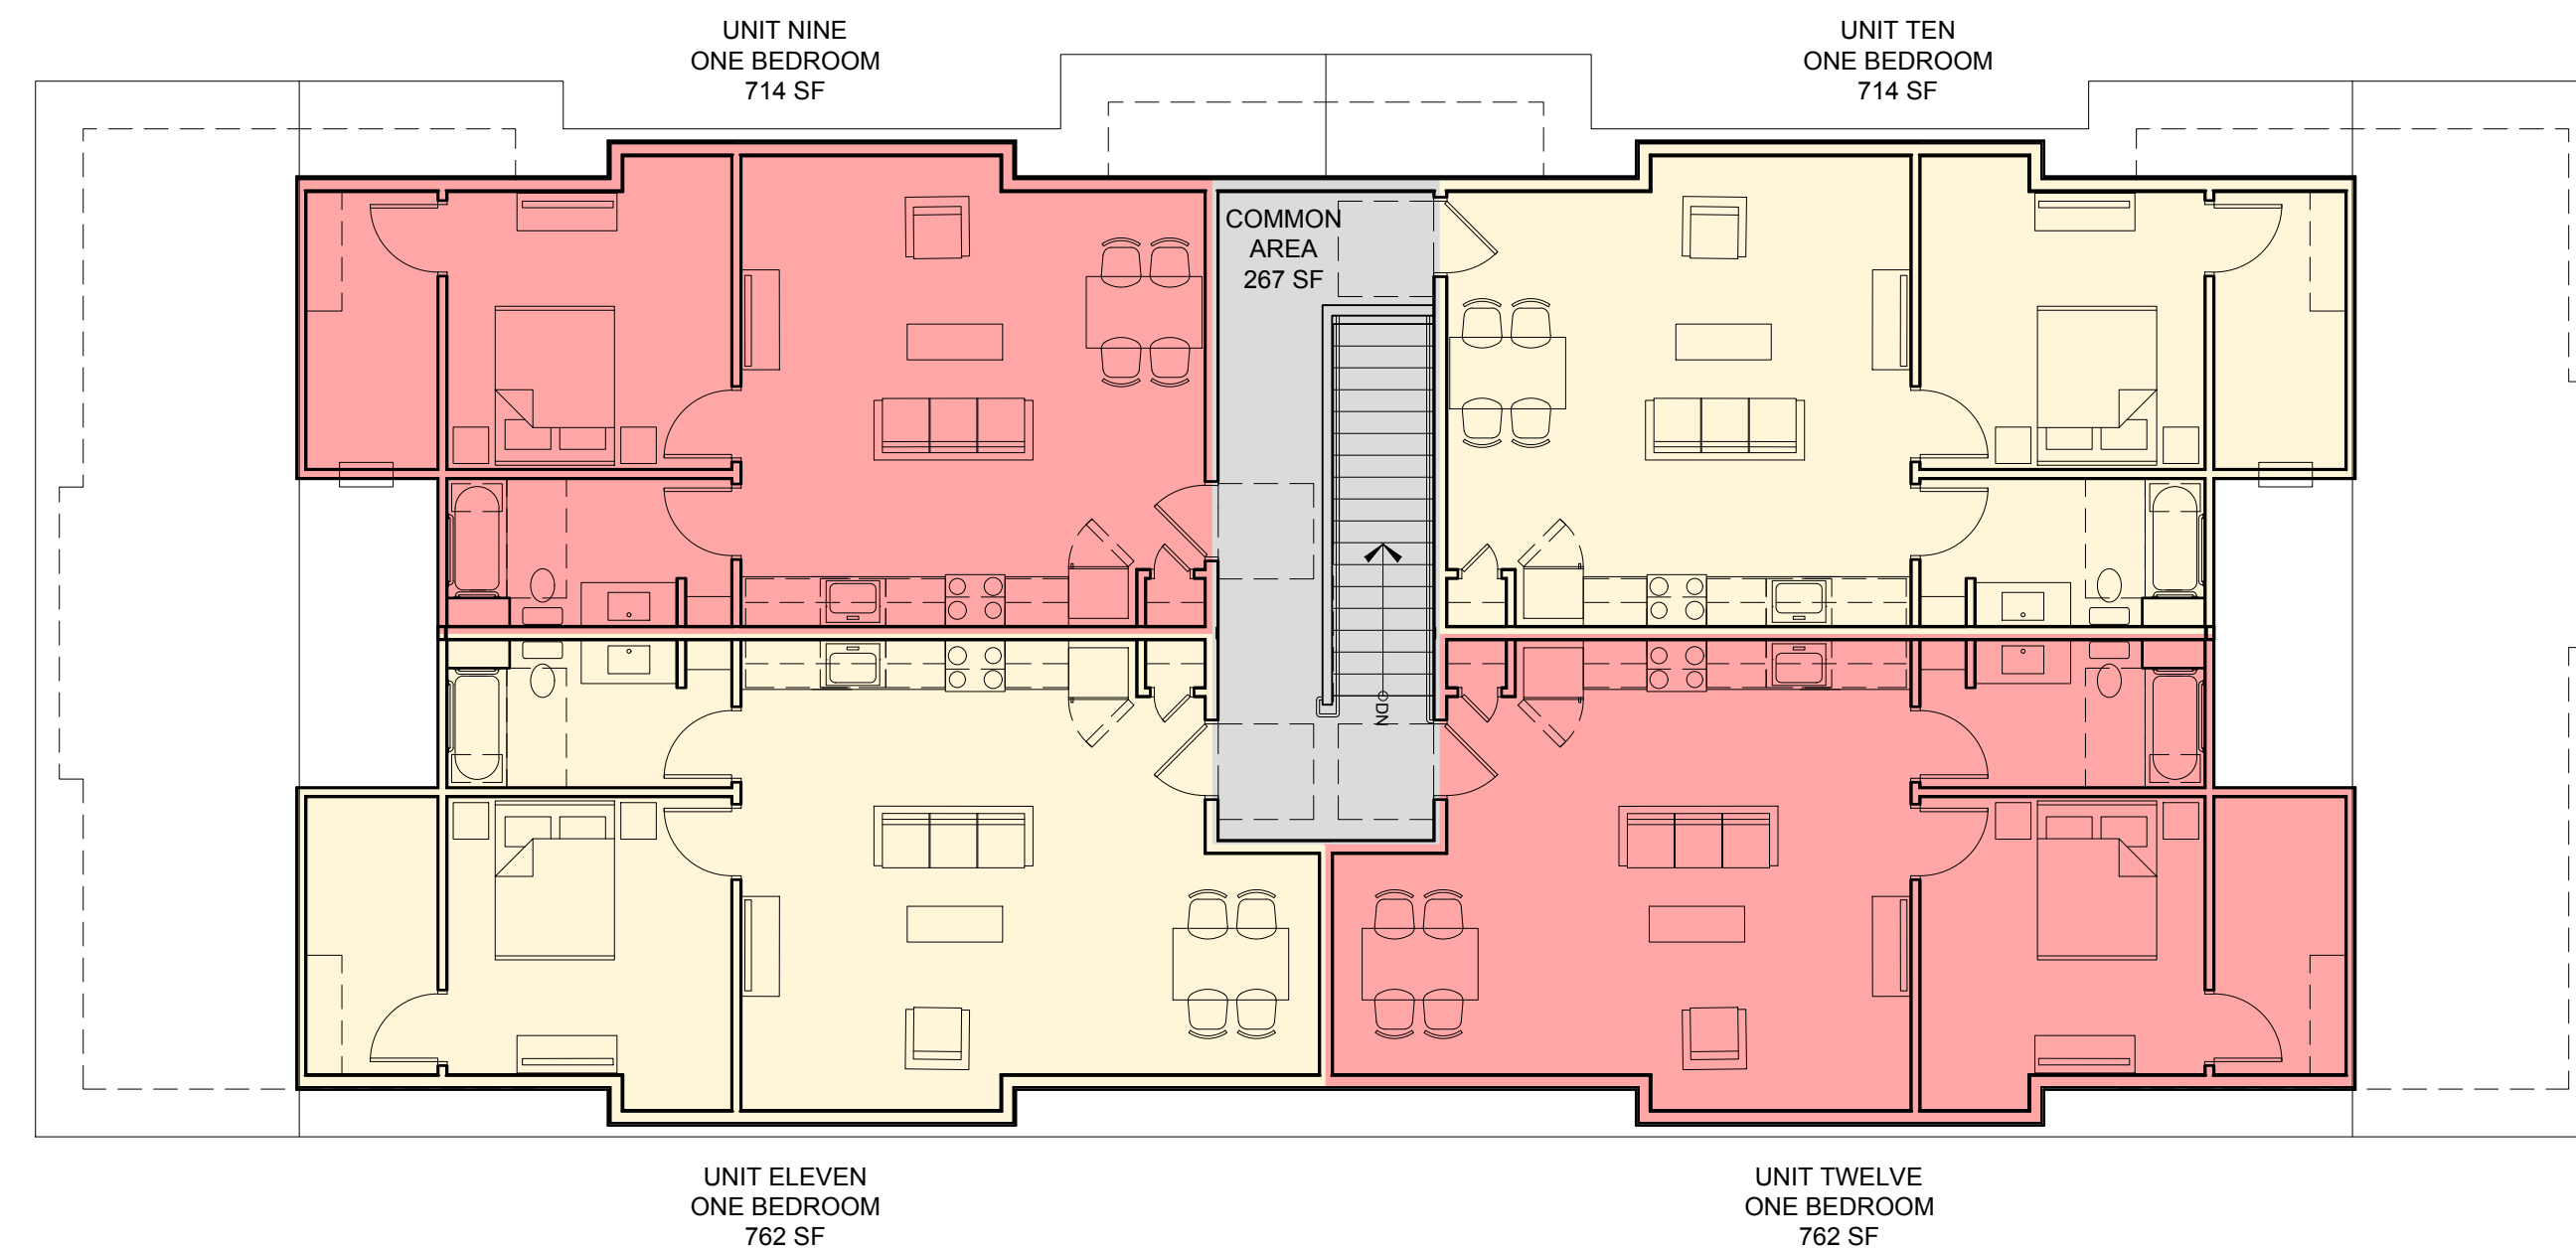 UNIT NINE
ONE BEDROOM
714 SF
UNIT TEN
ONE BEDROOM
714 SF
COMMON
AREA
267 SF
DN
UNIT ELEVEN
ONE BEDROOM
762 SF
UNIT TWELVE
ONE BEDROOM
762 SF